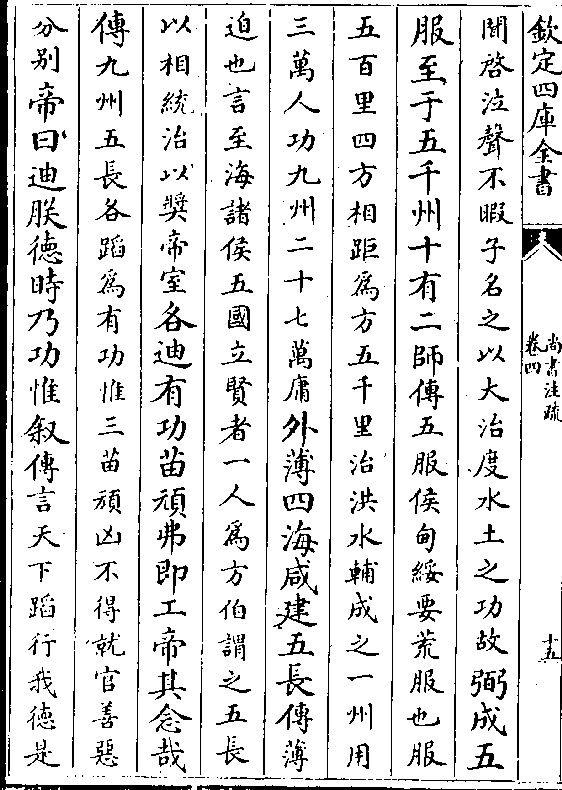 欽定四庫全書
尚書注疏
卷四
十五
聞啓泣聲不暇子名之以大治度水土之功故弼成五
服至于五千州十有二師傳五服侯甸綏要荒服也服
五百里四方相距為方五千里治洪水輔成之一州用
三萬人功九州二十七萬庸外薄四海咸建五長傳薄
迫也言至海諸侯五國立賢者一人為方伯謂之五長
以相統治以奬帝室各迪有功苗頑弗即工帝其念哉
傳九州五長各蹈為有功惟三苗頑凶不得就官善惡
分别帝曰迪朕德時乃功惟叙傳言天下蹈行我德是